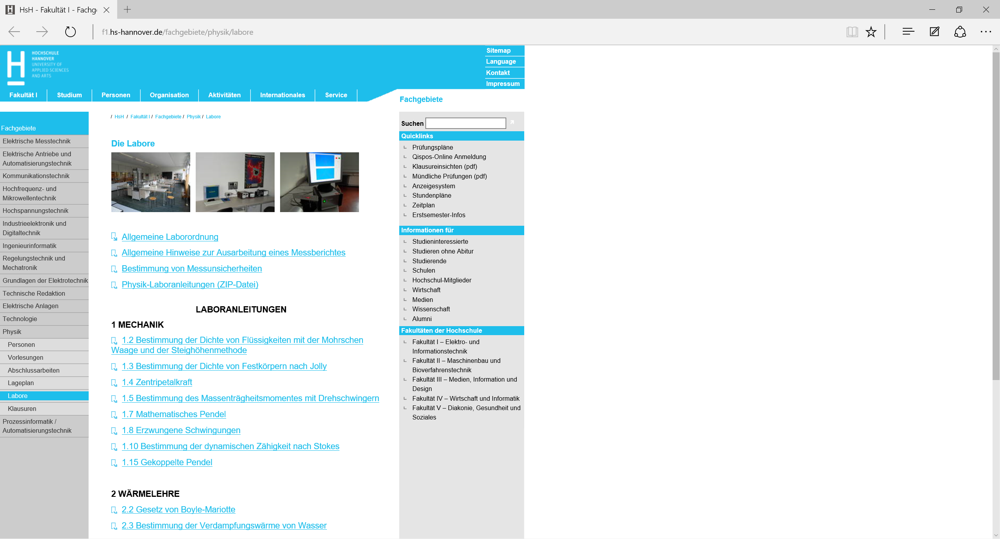 HsH - Fakultät I - Fachg
f1.hs-hannover.de/fachgebiete/physik/labore
HOCHSCHULE
HANNOVER
UNIVERSITY OF
APPLIED SCIENCES
AND ARTS
Sitemap
Language
Kontakt
Impressum
Fakultät I
Studium
Personen
Organisation
Aktivitäten
Internationales
Service
Fachgebiete
Fachgebiete
Elektrische Messtechnik
Elektrische Antriebe und
Automatisierungstechnik
Kommunikationstechnik
Hochfrequenz- und
Mikrowellentechnik
Hochspannungstechnik
Industrieelektronik und
Digitaltechnik
Ingenieurinformatik
Regelungstechnik und
Mechatronik
Grundlagen der Elektrotechnik
Technische Redaktion
Elektrische Anlagen
Technologie
Physik
Personen
Vorlesungen
Abschlussarbeiten
Lageplan
Labore
Klausuren
Prozessinformatik /
Automatisierungstechnik
/ HsH / Fakultät I / Fachgebiete / Physik / Labore
Die Labore
Allgemeine Laborordnung
Allgemeine Hinweise zur Ausarbeitung eines Messberichtes
Bestimmung von Messunsicherheiten
Physik-Laboranleitungen (ZIP-Datei)
LABORANLEITUNGEN
1 MECHANIK
1.2 Bestimmung der Dichte von Flüssigkeiten mit der Mohrschen
Waage und der Steighöhenmethode
1.3 Bestimmung der Dichte von Festkörpern nach Jolly
1.4 Zentripetalkraft
1.5 Bestimmung des Massenträgheitsmomentes mit Drehschwingern
1.7 Mathematisches Pendel
1.8 Erzwungene Schwingungen
1.10 Bestimmung der dynamischen Zähigkeit nach Stokes
1.15 Gekoppelte Pendel
2 WÄRMELEHRE
2.2 Gesetz von Boyle-Mariotte
2.3 Bestimmung der Verdampfungswärme von Wasser
Suchen
Quicklinks
Prüfungspläne
Qispos-Online Anmeldung
Klausureinsichten (pdf)
Mündliche Prüfungen (pdf)
Anzeigesystem
Stundenpläne
Zeitplan
Erstsemester-Infos
Informationen für
Studieninteressierte
Studieren ohne Abitur
Studierende
Schulen
Hochschul-Mitglieder
Wirtschaft
Medien
Wissenschaft
Alumni
Fakultäten der Hochschule
Fakultät I – Elektro- und
Informationstechnik
Fakultät II – Maschinenbau und
Bioverfahrenstechnik
Fakultät III – Medien, Information und
Design
Fakultät IV – Wirtschaft und Informatik
Fakultät V – Diakonie, Gesundheit und
Soziales